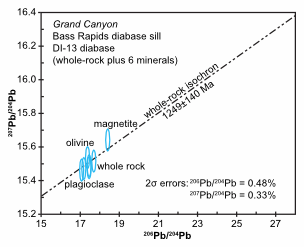 16.4
Grand Canyon
Bass Rapids diabase sill
DI-13 diabase
(whole-rock plus 6 minerals)
16.2
16.0
15.8
15.6
15.4
15.2
207Pb/204Pb
whole-rock isochron
1249±140 Ma
magnetite
olivine
whole rock
plagioclase
2σ errors: 206Pb/204Pb = 0.48%
207Pb/204Pb = 0.33%
15 17 19 21 23 25 27
206Pb/204Pb